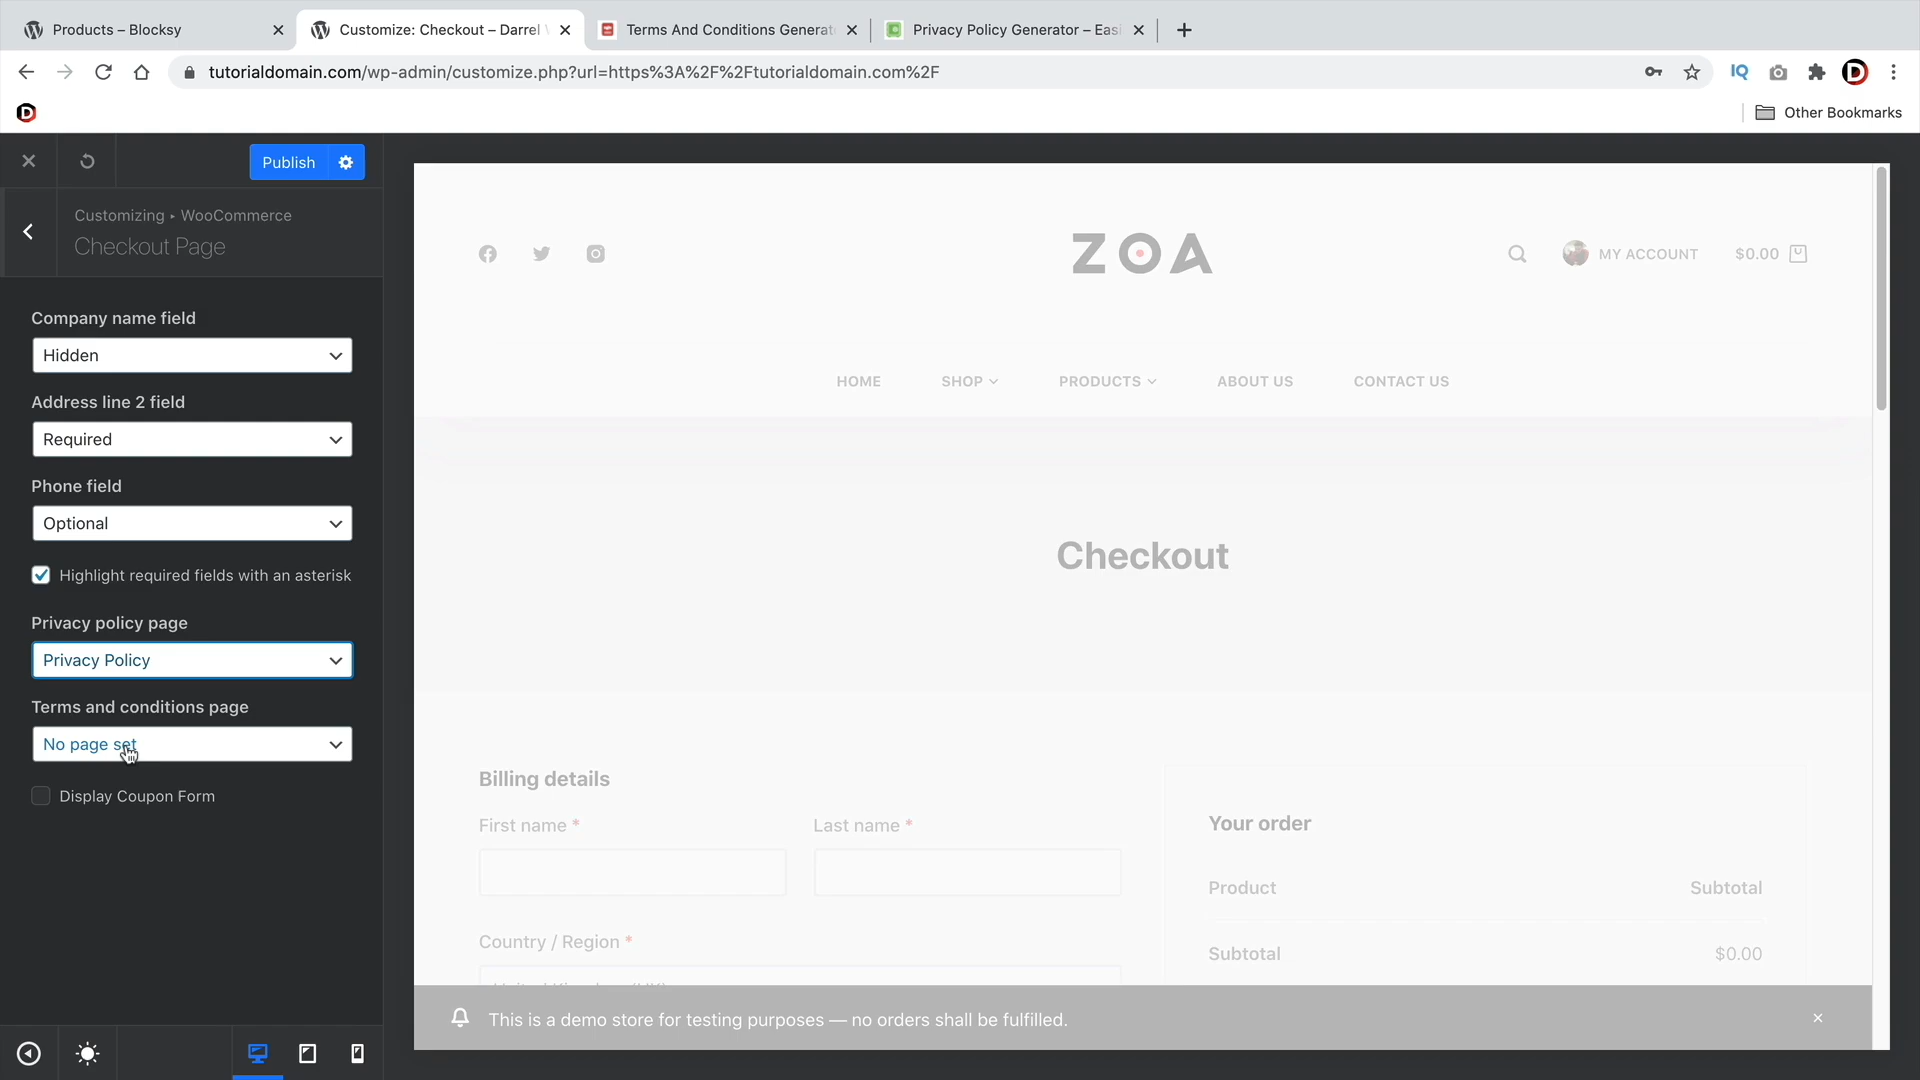 Products – Blocksy
Customize: Checkout – Darrel
Terms And Conditions Generat
Privacy Policy Generator – Easi
tutorialdomain.com/wp-admin/customize.php?url=https%3A%2F%2Ftutorialdomain.com%2F
IQ
D
D
Other Bookmarks
Publish
Customizing ▸ WooCommerce
Checkout Page
Company name field
Hidden
Address line 2 field
Required
Phone field
Optional
Highlight required fields with an asterisk
Privacy policy page
Privacy Policy
Terms and conditions page
No page set
Display Coupon Form
ZOA
MY ACCOUNT
$0.00
HOME
SHOP
PRODUCTS
ABOUT US
CONTACT US
Checkout
Billing details
First name *
Last name *
Country / Region *
Your order
Product
Subtotal
Subtotal
$0.00
This is a demo store for testing purposes — no orders shall be fulfilled.